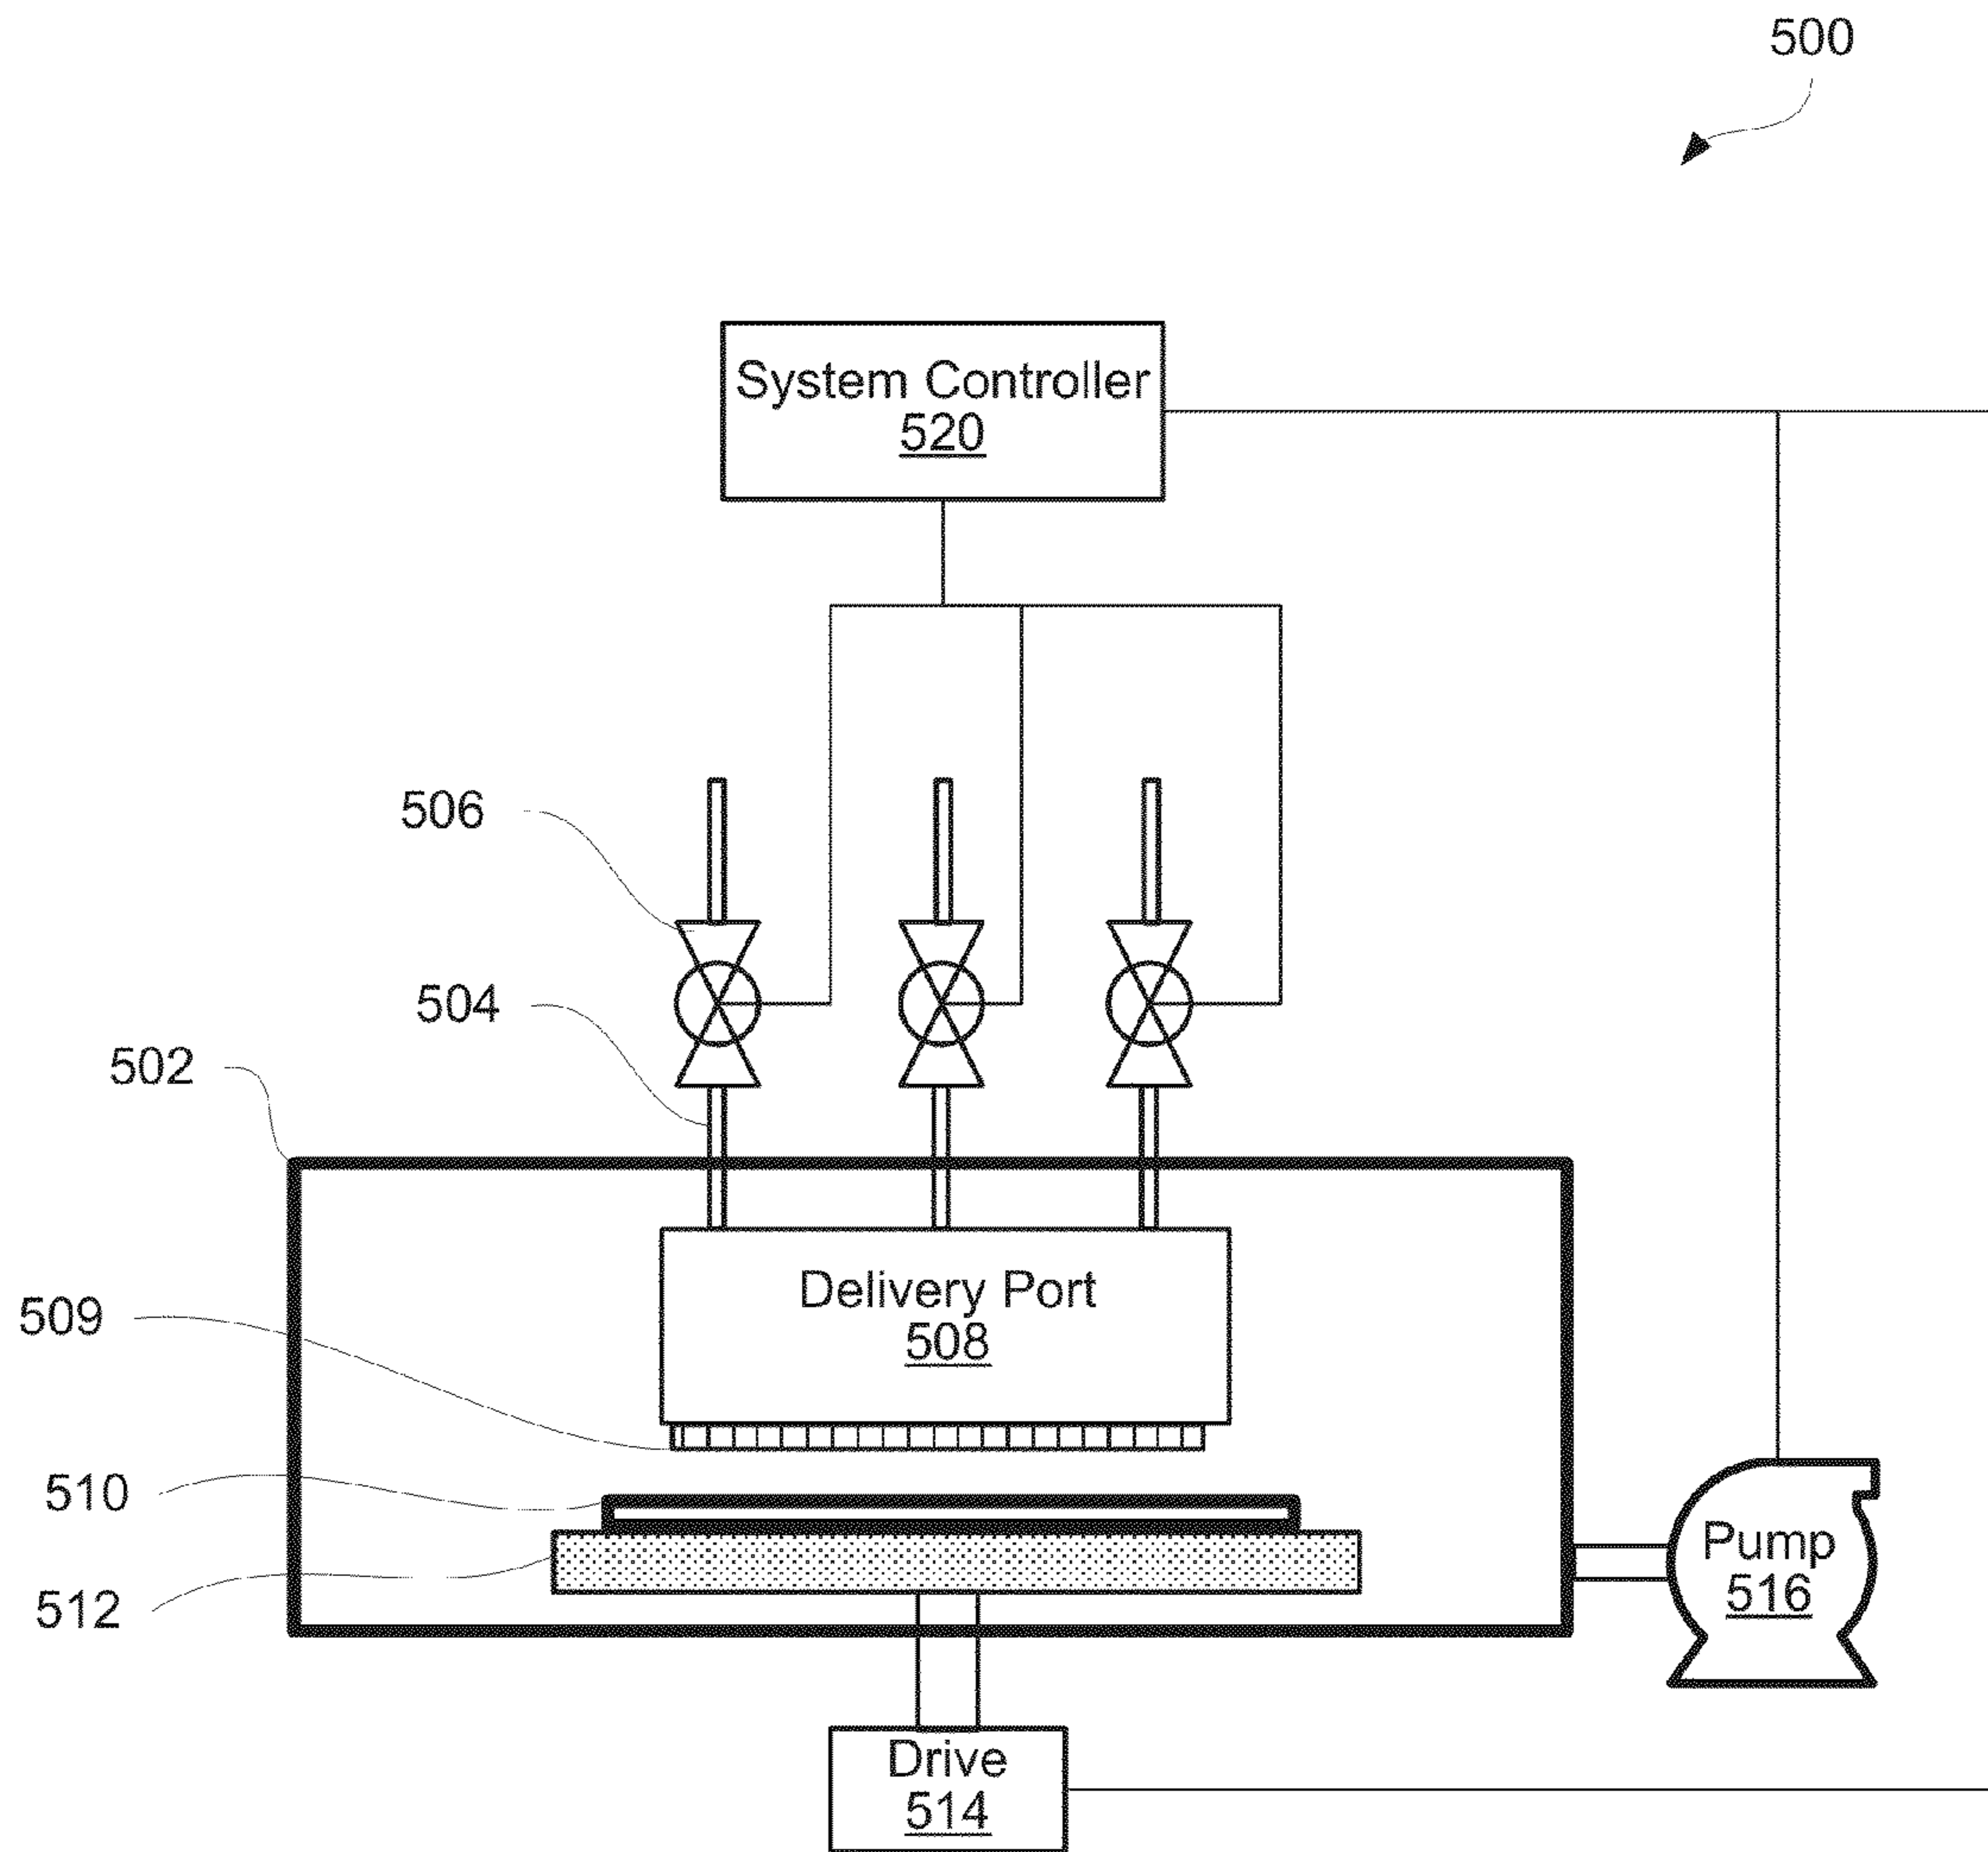 500
System Controller
520
506
504
502
Delivery Port
508
509
510
Pump
516
512
Drive
514